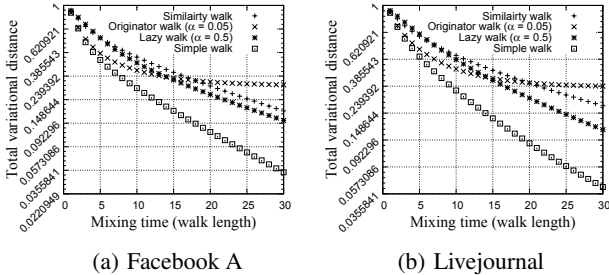 Total variational distance
1
0.620921
0.385543
0.239392
0.148644
0.092296
0.0573086
0.0355841
0.0220949
Similairty walk
Originator walk (α = 0.05)
Lazy walk (α = 0.5)
Simple walk
0 5 10 15 20 25 30
Mixing time (walk length)
(a) Facebook A
Total variational distance
1
0.620921
0.385543
0.239392
0.148644
0.092296
0.0573086
0.0355841
Similarity walk
Originator walk (α = 0.05)
Lazy walk (α = 0.5)
Simple walk
0 5 10 15 20 25 30
Mixing time (walk length)
(b) Livejournal